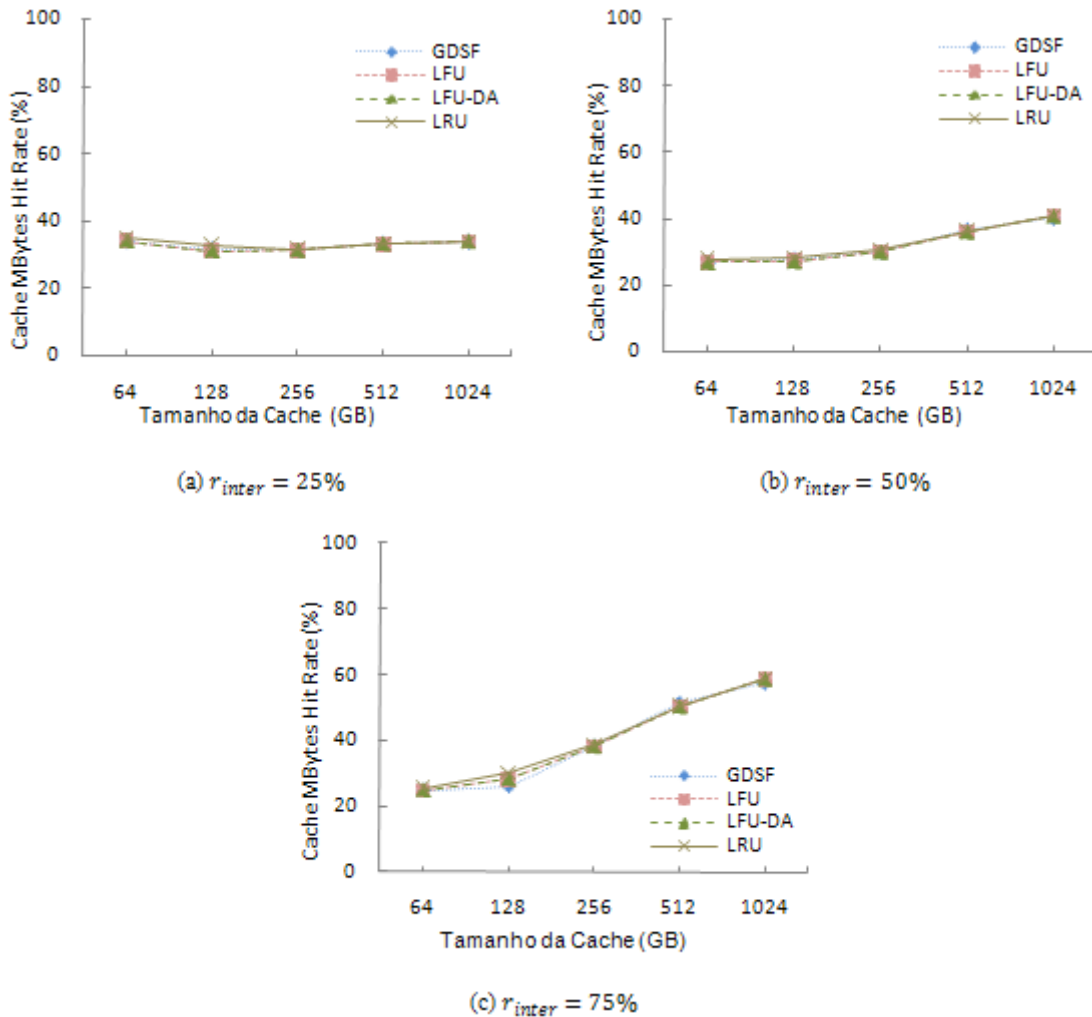 Cache MBytes Hit Rate (%)
100
80
60
40
20
0
GDSF
LFU
LFU-DA
LRU
64 128 256 512 1024
Tamanho da Cache (GB)
(a) r_inter = 25%
Cache MBytes Hit Rate (%)
100
80
60
40
20
0
GDSF
LFU
LFU-DA
LRU
64 128 256 512 1024
Tamanho da Cache (GB)
(b) r_inter = 50%
Cache MBytes Hit Rate (%)
100
80
60
40
20
0
GDSF
LFU
LFU-DA
LRU
64 128 256 512 1024
Tamanho da Cache (GB)
(c) r_inter = 75%